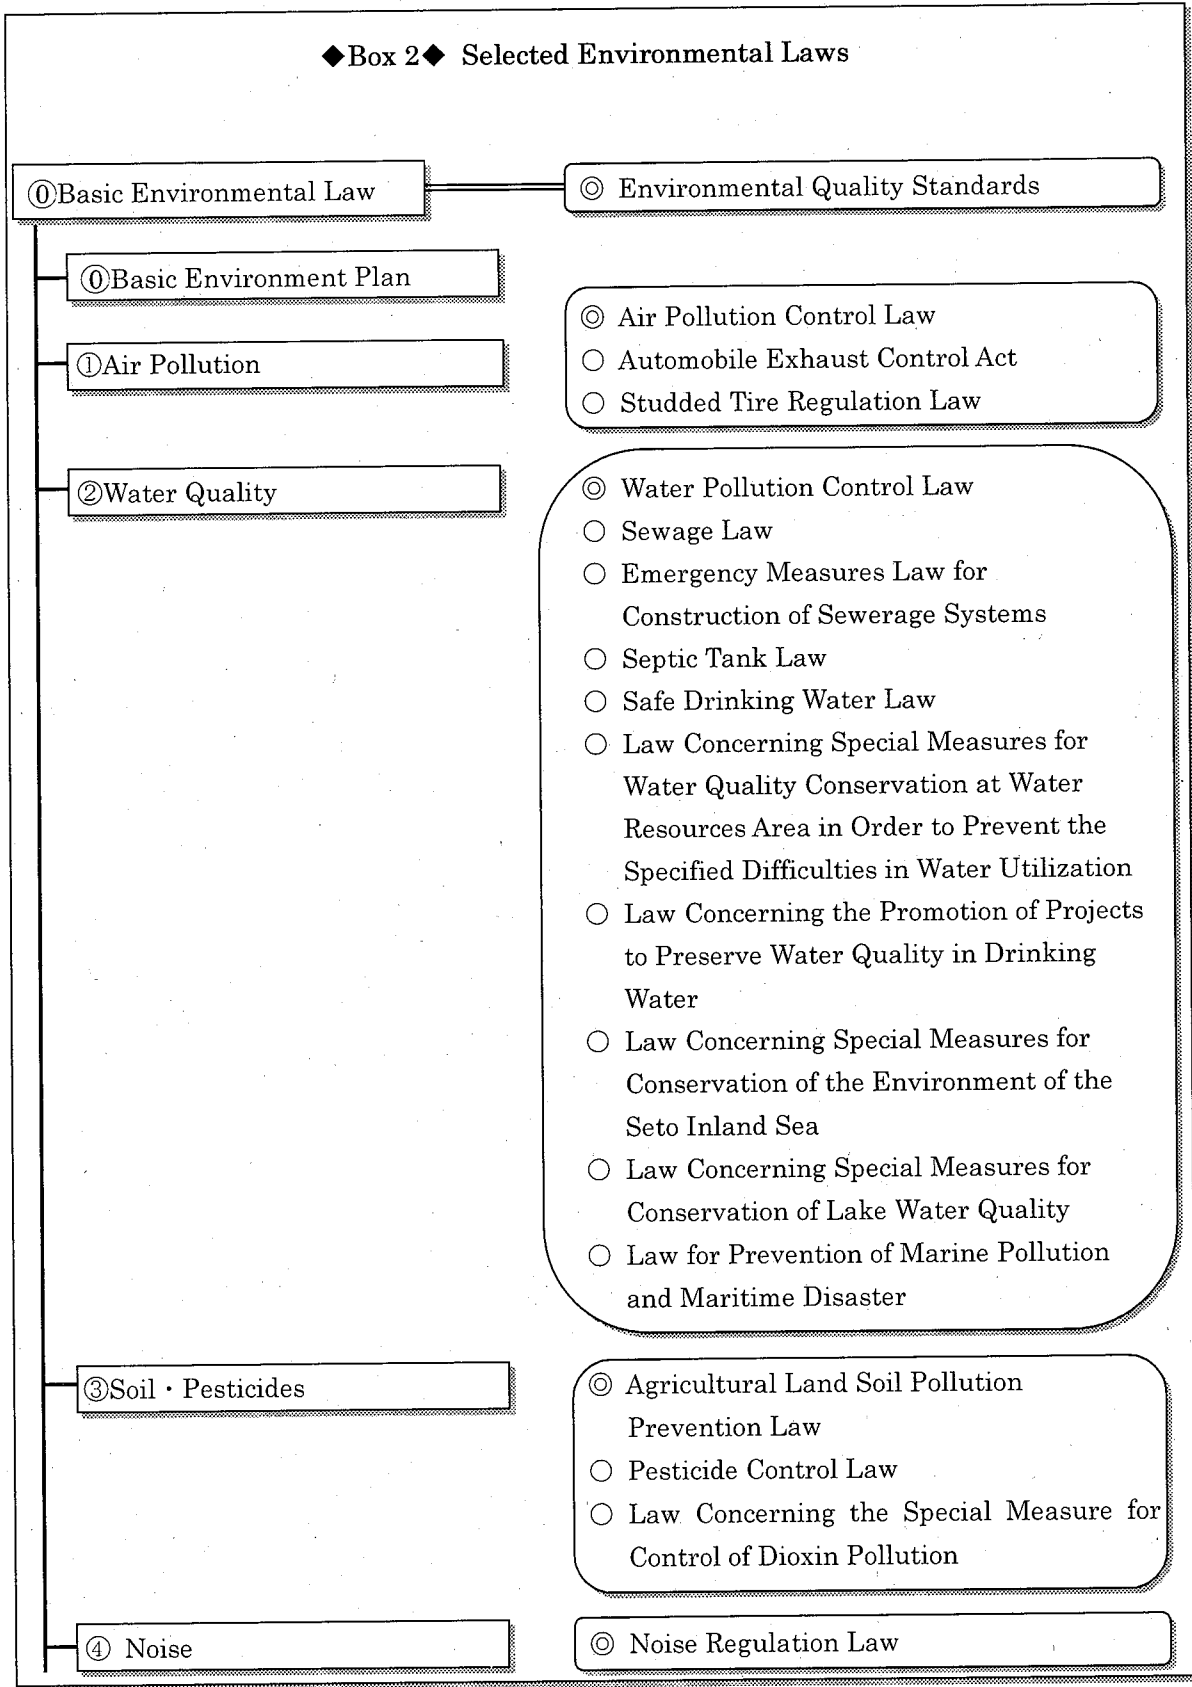 ◆Box 2◆ Selected Environmental Laws
⓪Basic Environmental Law
◎ Environmental Quality Standards
⓪Basic Environment Plan
①Air Pollution
◎ Air Pollution Control Law
○ Automobile Exhaust Control Act
○ Studded Tire Regulation Law
②Water Quality
◎ Water Pollution Control Law
○ Sewage Law
○ Emergency Measures Law for
Construction of Sewerage Systems
○ Septic Tank Law
○ Safe Drinking Water Law
○ Law Concerning Special Measures for
Water Quality Conservation at Water
Resources Area in Order to Prevent the
Specified Difficulties in Water Utilization
○ Law Concerning the Promotion of Projects
to Preserve Water Quality in Drinking
Water
○ Law Concerning Special Measures for
Conservation of the Environment of the
Seto Inland Sea
○ Law Concerning Special Measures for
Conservation of Lake Water Quality
○ Law for Prevention of Marine Pollution
and Maritime Disaster
③Soil・Pesticides
◎ Agricultural Land Soil Pollution
Prevention Law
○ Pesticide Control Law
○ Law Concerning the Special Measure for
Control of Dioxin Pollution
④ Noise
◎ Noise Regulation Law